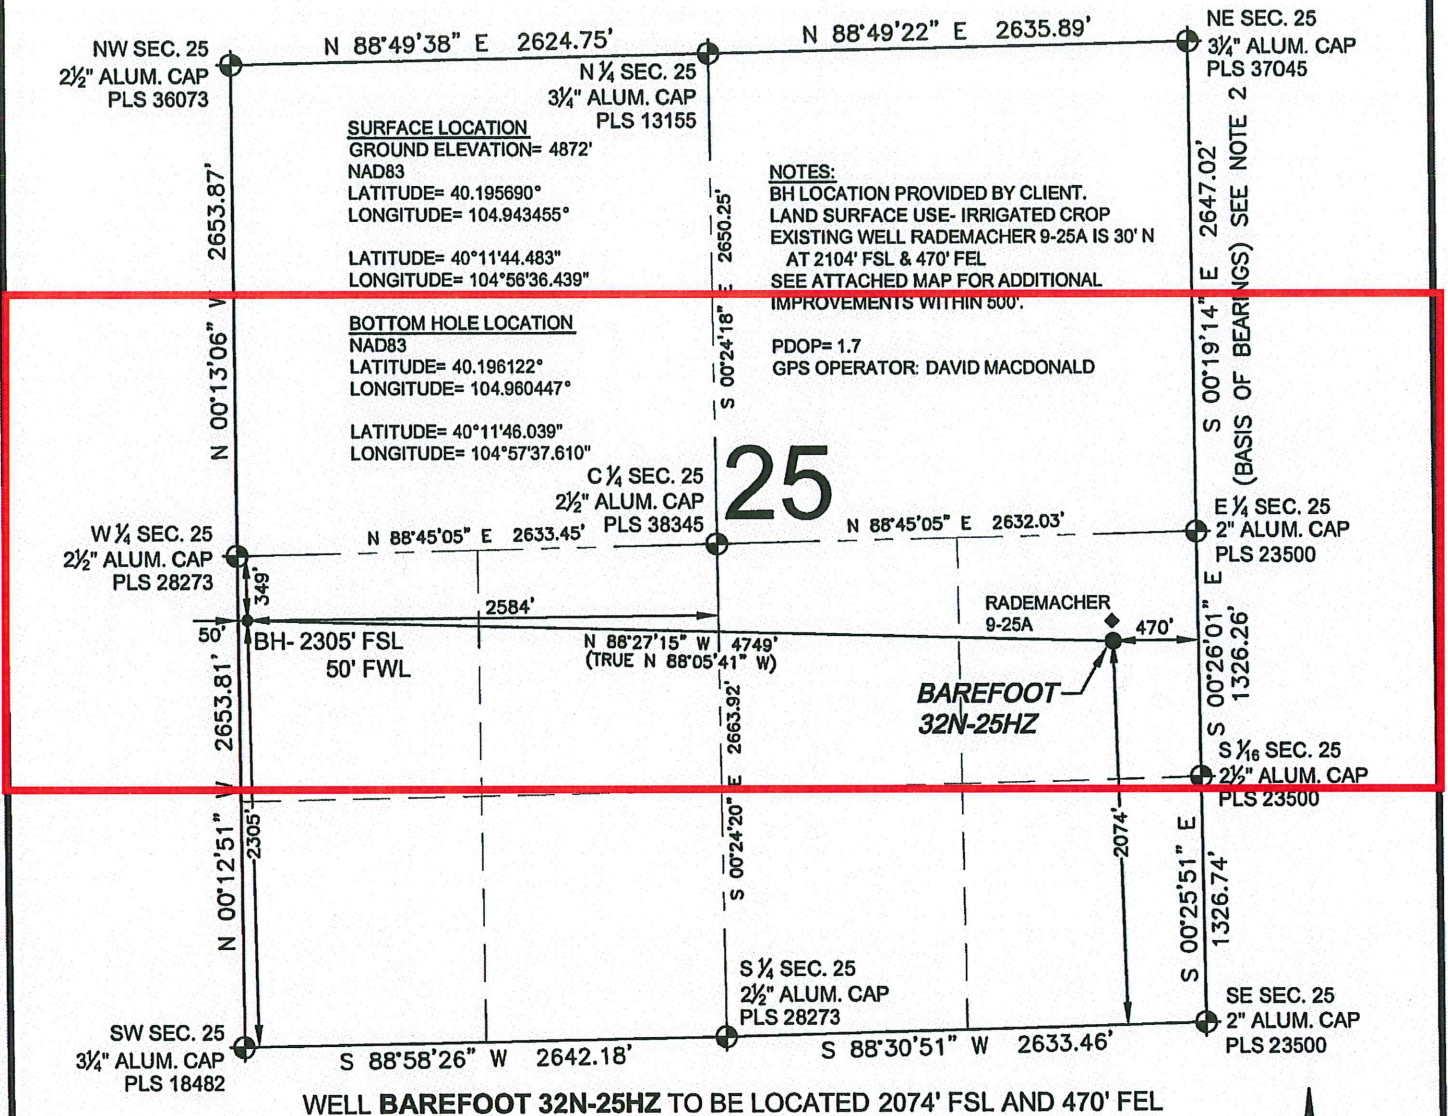 N 88°49'38" E 2624.75'
N 88°49'22" E 2635.89'
NW SEC. 25
2½" ALUM. CAP
PLS 36073
N ¼ SEC. 25
3¼" ALUM. CAP
PLS 13155
NE SEC. 25
3¼" ALUM. CAP
PLS 37045
SURFACE LOCATION
GROUND ELEVATION= 4872'
NAD83
LATITUDE= 40.195690°
LONGITUDE= 104.943455°
LATITUDE= 40°11'44.483"
LONGITUDE= 104°56'36.439"
BOTTOM HOLE LOCATION
NAD83
LATITUDE= 40.196122°
LONGITUDE= 104.960447°
LATITUDE= 40°11'46.039"
LONGITUDE= 104°57'37.610"
NOTES:
BH LOCATION PROVIDED BY CLIENT.
LAND SURFACE USE- IRRIGATED CROP
EXISTING WELL RADEMACHER 9-25A IS 30' N
AT 2104' FSL & 470' FEL
SEE ATTACHED MAP FOR ADDITIONAL
IMPROVEMENTS WITHIN 500'.
PDOP= 1.7
GPS OPERATOR: DAVID MACDONALD
N 00°13'06" W 2653.87'
S 00°24'18" E 2650.25'
S 00°19'14" E 2647.02'
(BASIS OF BEARINGS) SEE NOTE 2
C ¼ SEC. 25
2½" ALUM. CAP
PLS 38345
25
W ¼ SEC. 25
2½" ALUM. CAP
PLS 28273
N 88°45'05" E 2633.45'
N 88°45'05" E 2632.03'
E ¼ SEC. 25
2" ALUM. CAP
PLS 23500
349'
2584'
50'
BH- 2305' FSL
50' FWL
N 88°27'15" W 4749'
(TRUE N 88°05'41" W)
RADEMACHER
9-25A
470'
BAREFOOT
32N-25HZ
S 00°26'01" E
1326.26'
N 00°12'51" W 2653.81'
2305'
S 00°24'20" E 2663.92'
2074'
S 1/16 SEC. 25
2½" ALUM. CAP
PLS 23500
S 00°25'51" E
1326.74'
S ¼ SEC. 25
2½" ALUM. CAP
PLS 28273
SE SEC. 25
2" ALUM. CAP
PLS 23500
SW SEC. 25
3¼" ALUM. CAP
PLS 18482
S 88°58'26" W 2642.18'
S 88°30'51" W 2633.46'
WELL BAREFOOT 32N-25HZ TO BE LOCATED 2074' FSL AND 470' FEL